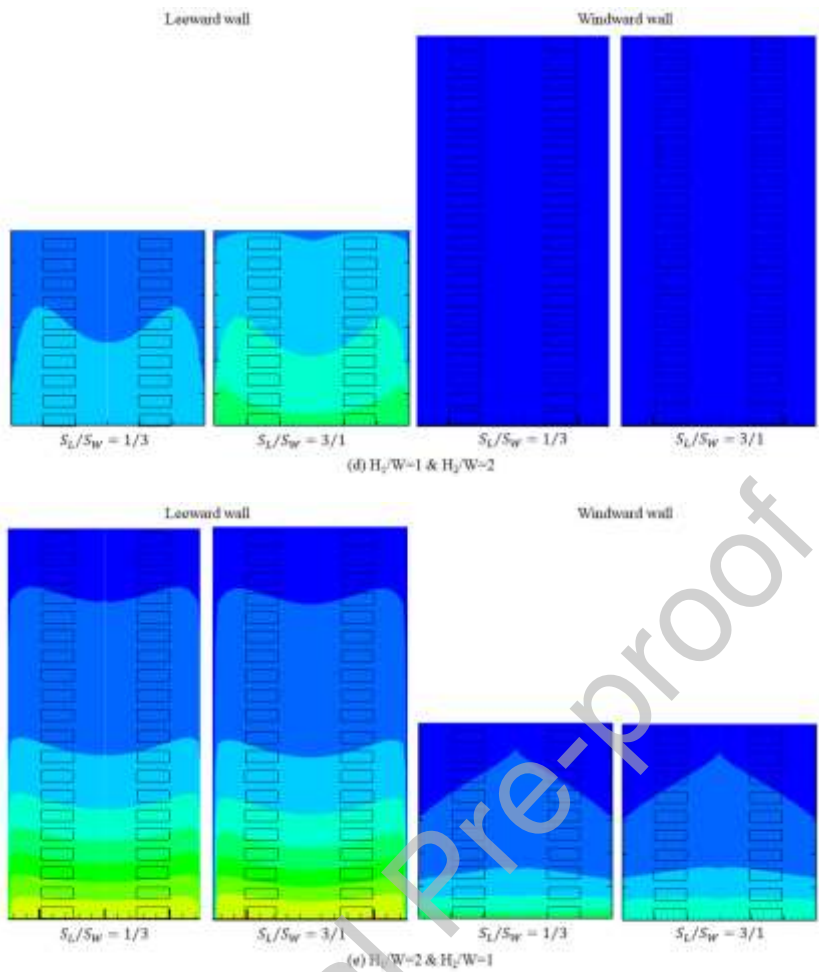 Leeward wall Windward wall
S_L/S_W = 1/3 S_L/S_W = 3/1 S_L/S_W = 1/3 S_L/S_W = 3/1
(d) H₁/W=1 & H₂/W=2
Leeward wall Windward wall
S_L/S_W = 1/3 S_L/S_W = 3/1 S_L/S_W = 1/3 S_L/S_W = 3/1
(e) H₁/W=2 & H₂/W=1
al Pre-proof